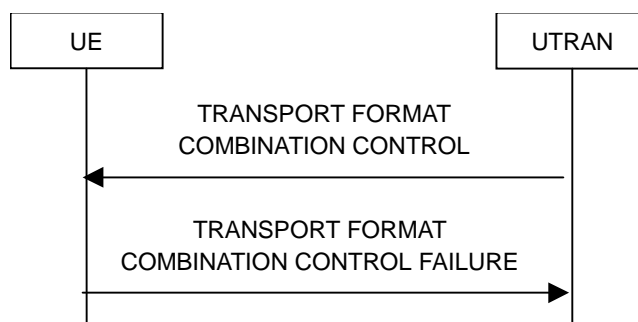 UE
UTRAN
TRANSPORT FORMAT
COMBINATION CONTROL
TRANSPORT FORMAT
COMBINATION CONTROL FAILURE